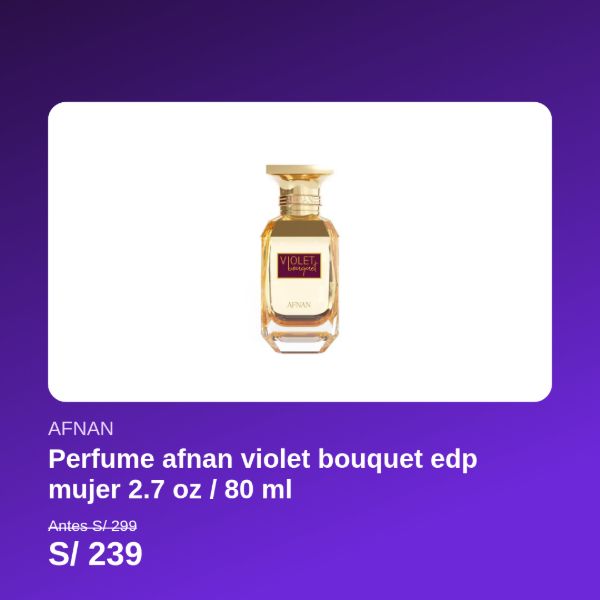 VIOLET
bouquet
AFNAN
AFNAN
Perfume afnan violet bouquet edp
mujer 2.7 oz / 80 ml
Antes S/ 299
S/ 239